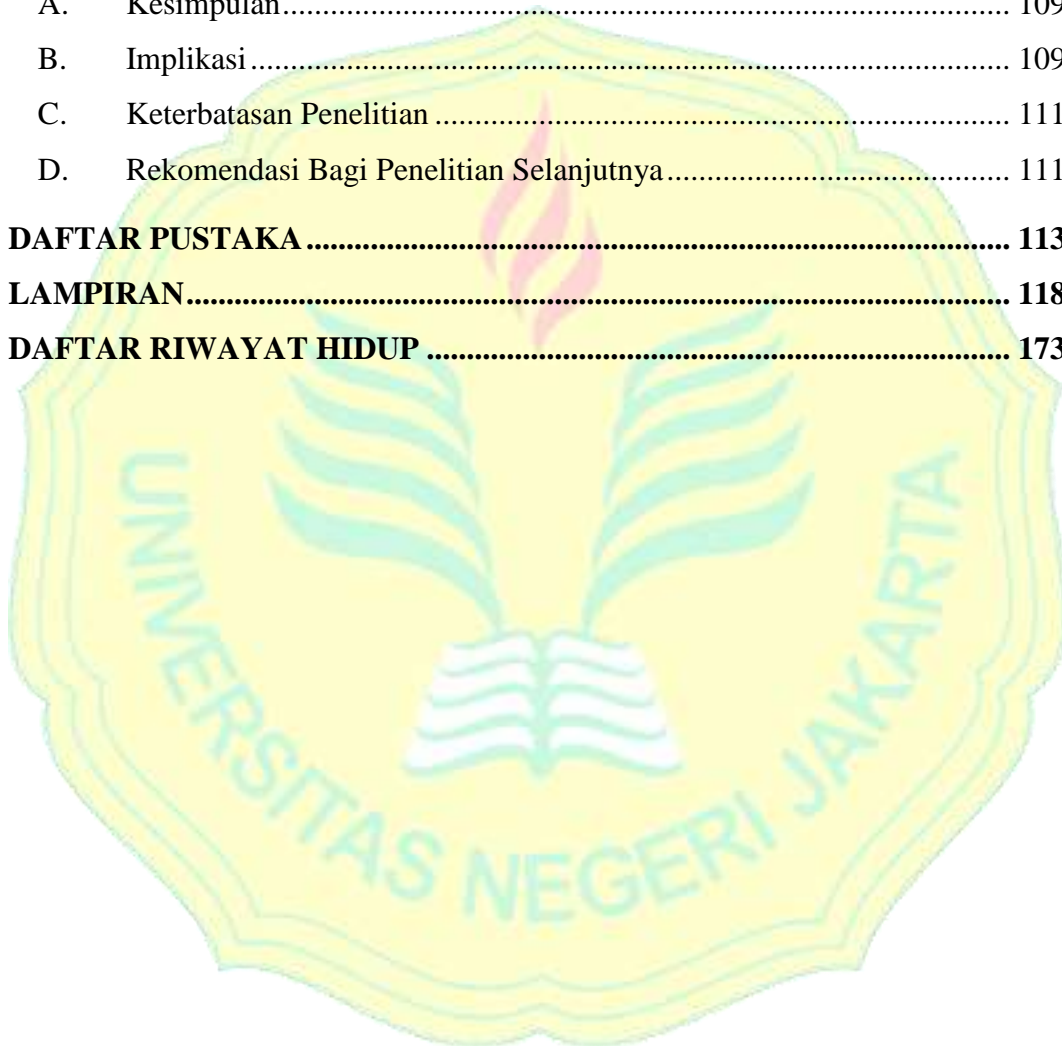 A. Kesimpulan.......................................................................................... 109
B. Implikasi.............................................................................................. 109
C. Keterbatasan Penelitian ....................................................................... 111
D. Rekomendasi Bagi Penelitian Selanjutnya........................................... 111
DAFTAR PUSTAKA........................................................................................ 113
LAMPIRAN....................................................................................................... 118
DAFTAR RIWAYAT HIDUP ......................................................................... 173
UNIVERSITAS NEGERI JAKARTA